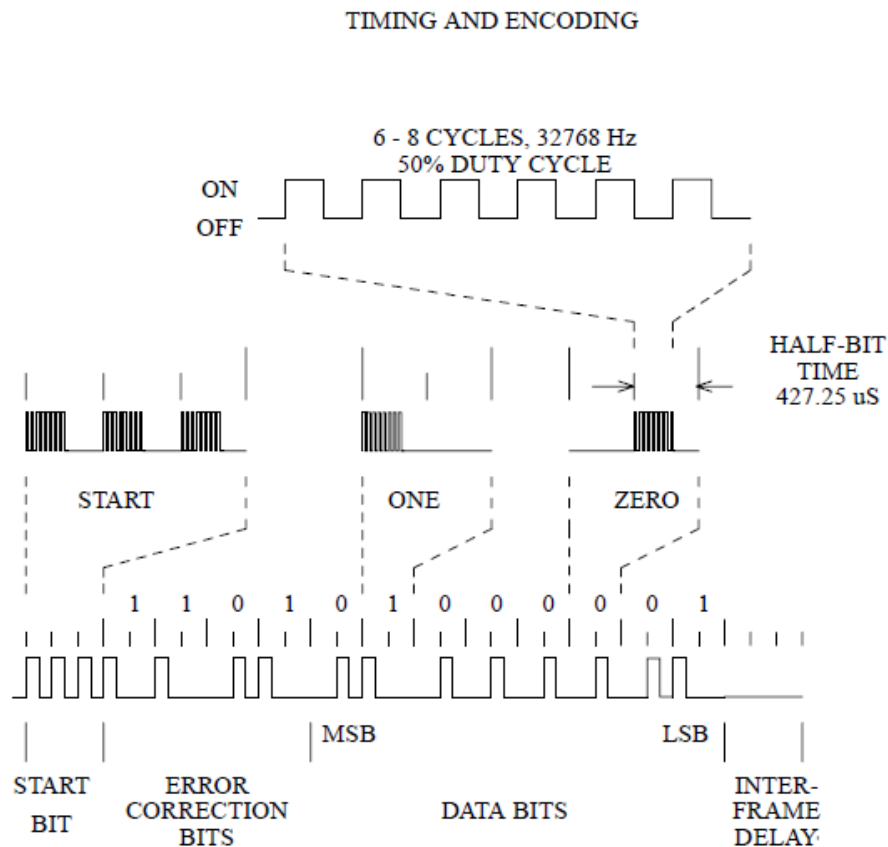 TIMING AND ENCODING
6 - 8 CYCLES, 32768 Hz
50% DUTY CYCLE
ON
OFF
HALF-BIT
TIME
427.25 uS
START
ONE
ZERO
1 1 0 1 0 1 0 0 0 0 0 1
MSB
LSB
START
BIT
ERROR
CORRECTION
BITS
DATA BITS
INTER-
FRAME
DELAY